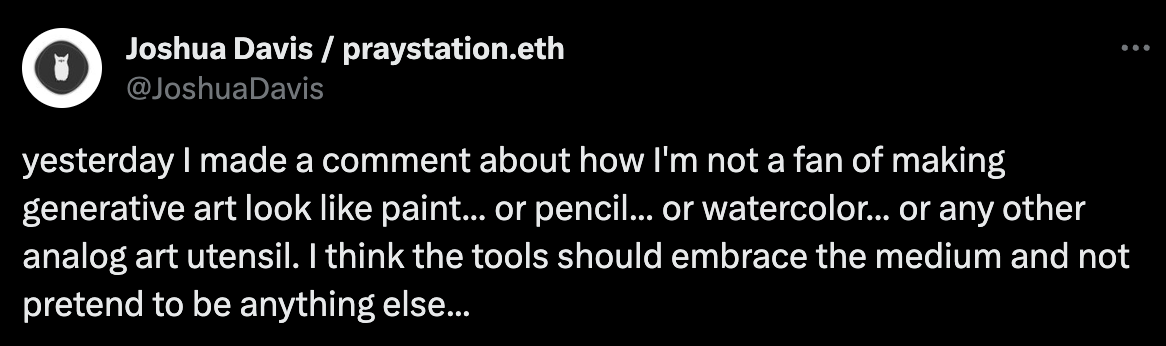 Joshua Davis / praystation.eth
@JoshuaDavis
yesterday I made a comment about how I'm not a fan of making
generative art look like paint... or pencil... or watercolor... or any other
analog art utensil. I think the tools should embrace the medium and not
pretend to be anything else...